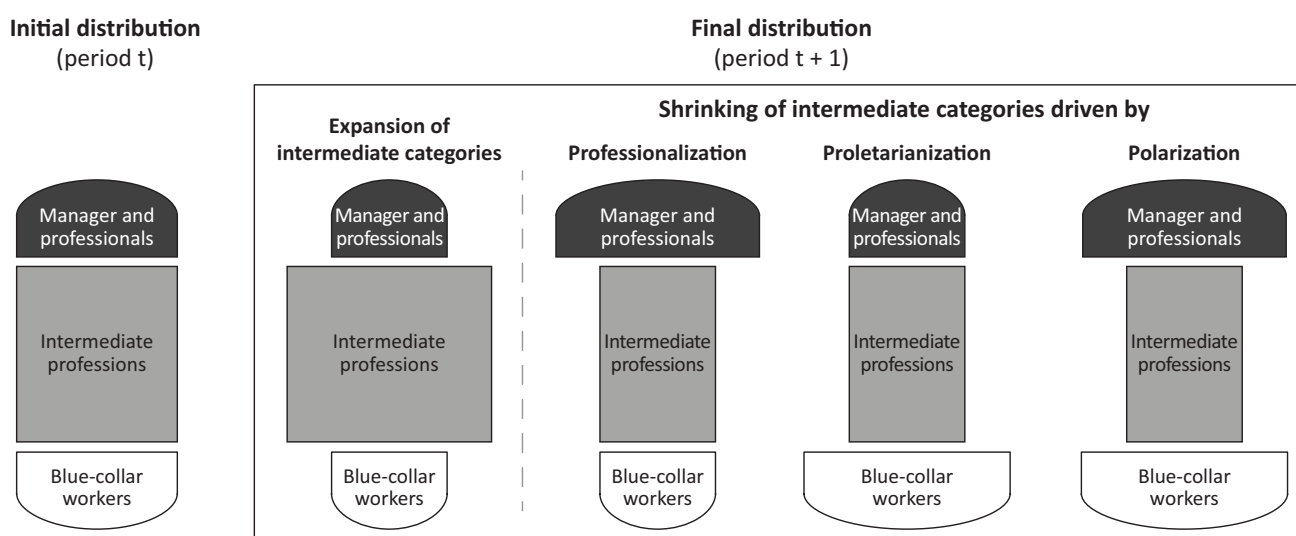 Initial distribution
(period t)
Final distribution
(period t + 1)
Expansion of
intermediate categories
Shrinking of intermediate categories driven by
Professionalization
Proletarianization
Polarization
Manager and
professionals
Intermediate
professions
Blue-collar
workers
Manager and
professionals
Intermediate
professions
Blue-collar
workers
Manager and
professionals
Intermediate
professions
Blue-collar
workers
Manager and
professionals
Intermediate
professions
Blue-collar
workers
Manager and
professionals
Intermediate
professions
Blue-collar
workers